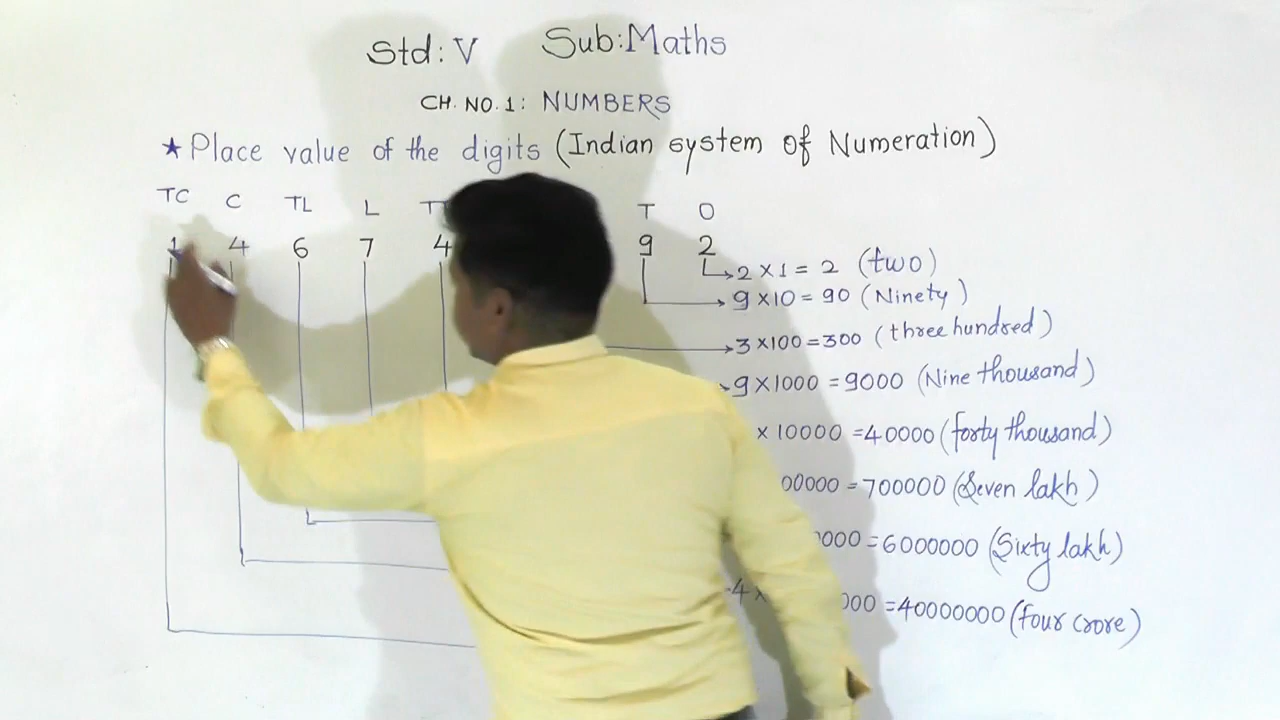 Std: V Sub: Maths
CH. NO. 1: NUMBERS
★ Place value of the digits (Indian system of Numeration)
TC C TL L T T O
1 4 6 7 4 9 2
2 × 1 = 2 (two)
9 × 10 = 90 (Ninety)
3 × 100 = 300 (three hundred)
9 × 1000 = 9000 (Nine thousand)
× 10000 = 40000 (forty thousand)
00000 = 700000 (Seven lakh)
000 = 6000000 (Sixty lakh)
4 × 000 = 40000000 (four crore)